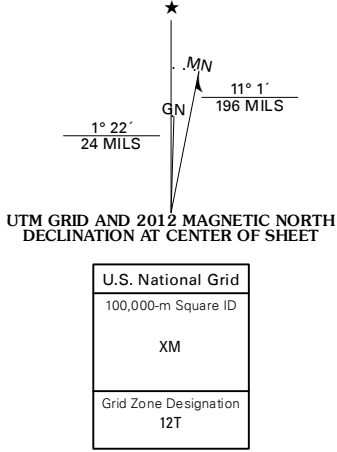 ★
MN
11° 1´
196 MILS
GN
1° 22´
24 MILS
UTM GRID AND 2012 MAGNETIC NORTH
DECLINATION AT CENTER OF SHEET
U.S. National Grid
100,000-m Square ID
XM
Grid Zone Designation
12T